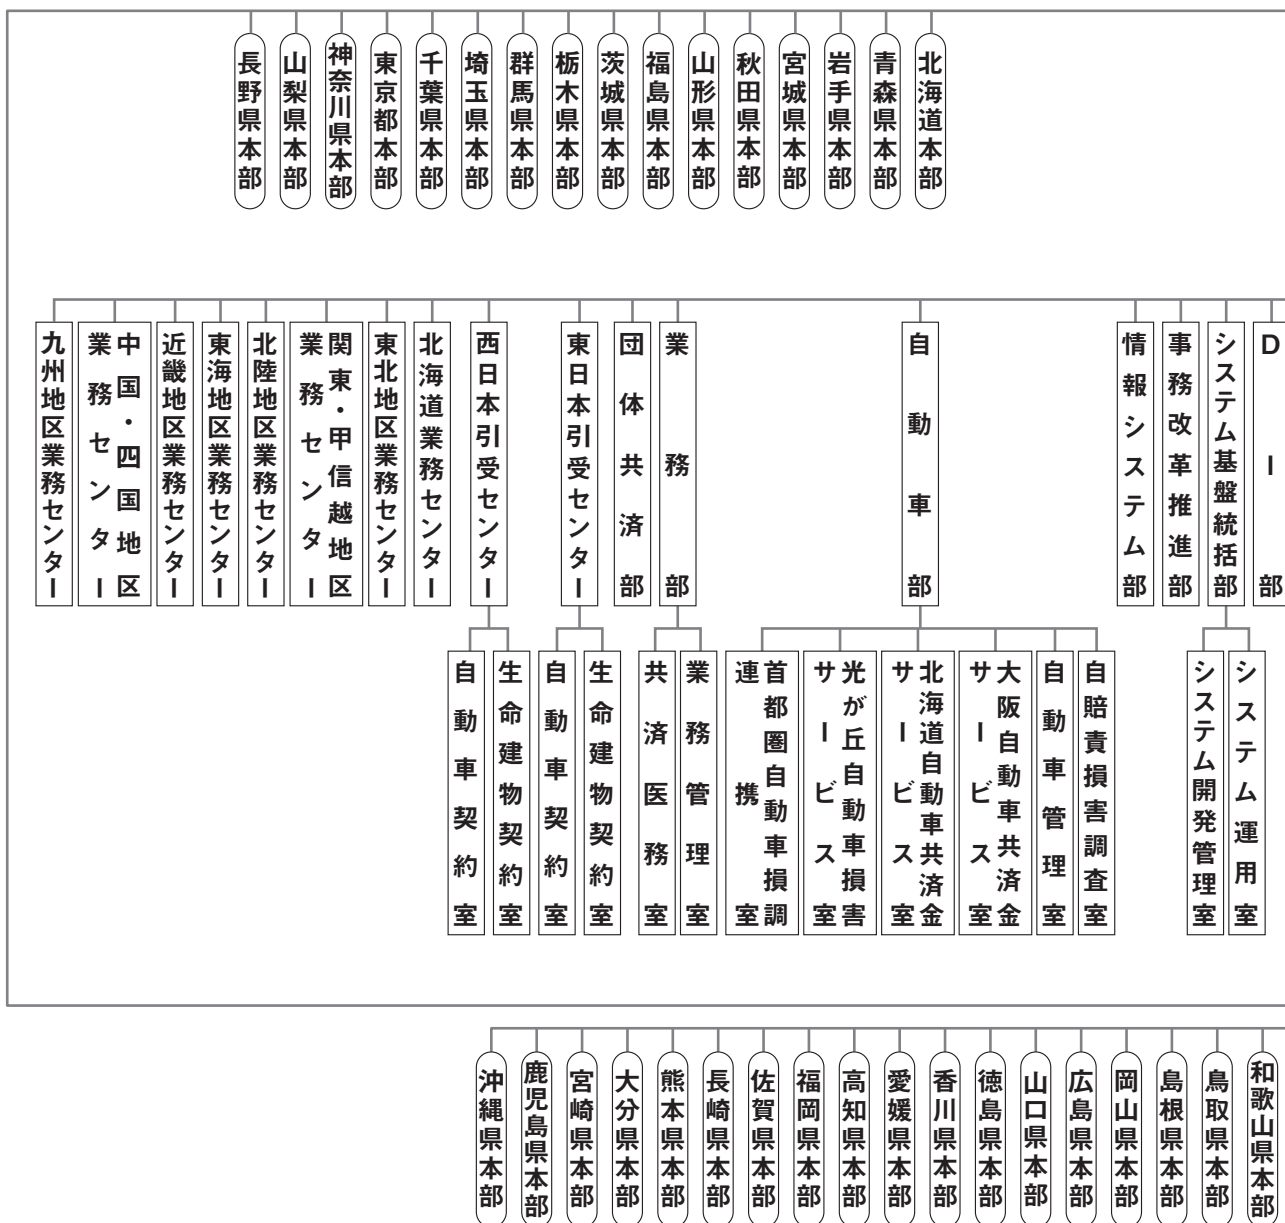 北海道本部
青森県本部
岩手県本部
宮城県本部
秋田県本部
山形県本部
福島県本部
茨城県本部
栃木県本部
群馬県本部
埼玉県本部
千葉県本部
東京都本部
神奈川県本部
山梨県本部
長野県本部
DI部
システム基盤統括部
事務改革推進部
情報システム部
自動車部
業務部
団体共済部
東日本引受センター
西日本引受センター
北海道業務センター
東北地区業務センター
関東・甲信越地区
業務センター
北陸地区業務センター
東海地区業務センター
近畿地区業務センター
中国・四国地区
業務センター
九州地区業務センター
システム運用室
システム開発管理室
自賠責損害調査室
自動車管理室
大阪自動車共済金
サービス室
北海道自動車共済金
サービス室
光が丘自動車損害
サービス室
首都圏自動車損調
連携室
業務管理室
共済医務室
生命建物契約室
自動車契約室
生命建物契約室
自動車契約室
和歌山県本部
鳥取県本部
島根県本部
岡山県本部
広島県本部
山口県本部
徳島県本部
香川県本部
愛媛県本部
高知県本部
福岡県本部
佐賀県本部
長崎県本部
熊本県本部
大分県本部
宮崎県本部
鹿児島県本部
沖縄県本部